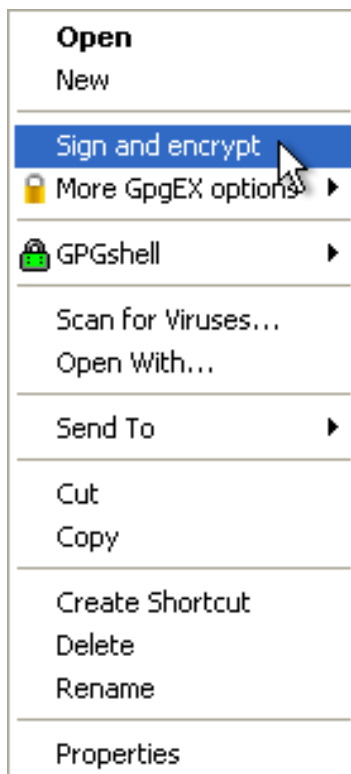 Open
New
Sign and encrypt
More GpgEX options
GPGshell
Scan for Viruses...
Open With...
Send To
Cut
Copy
Create Shortcut
Delete
Rename
Properties